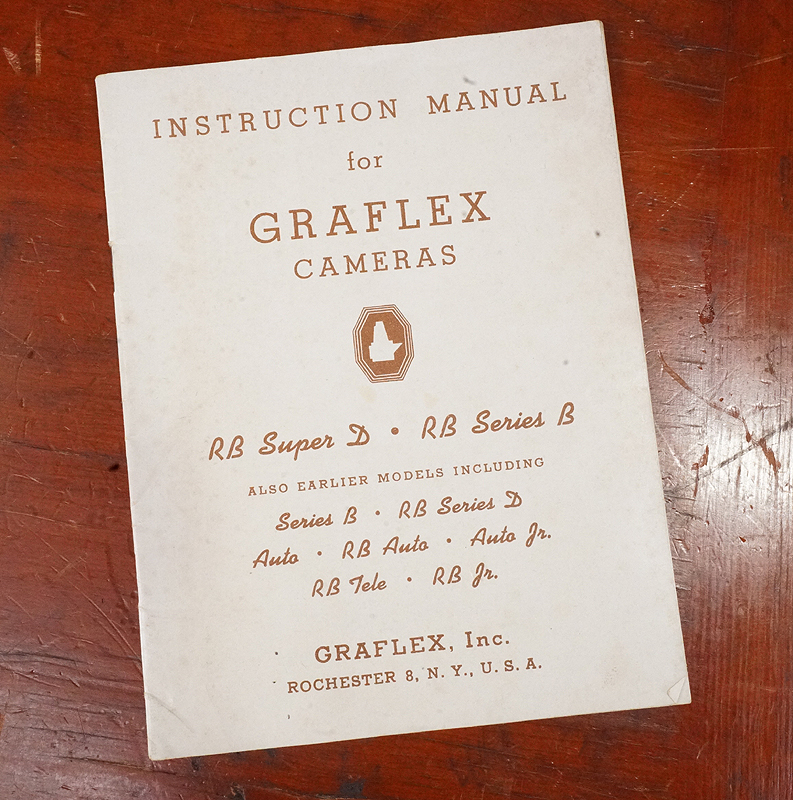 INSTRUCTION MANUAL
for
GRAFLEX
CAMERAS
RB Super D • RB Series B
ALSO EARLIER MODELS INCLUDING
Series B • RB Series D
Auto • RB Auto • Auto Jr.
RB Tele • RB Jr.
GRAFLEX, Inc.
ROCHESTER 8, N. Y., U. S. A.